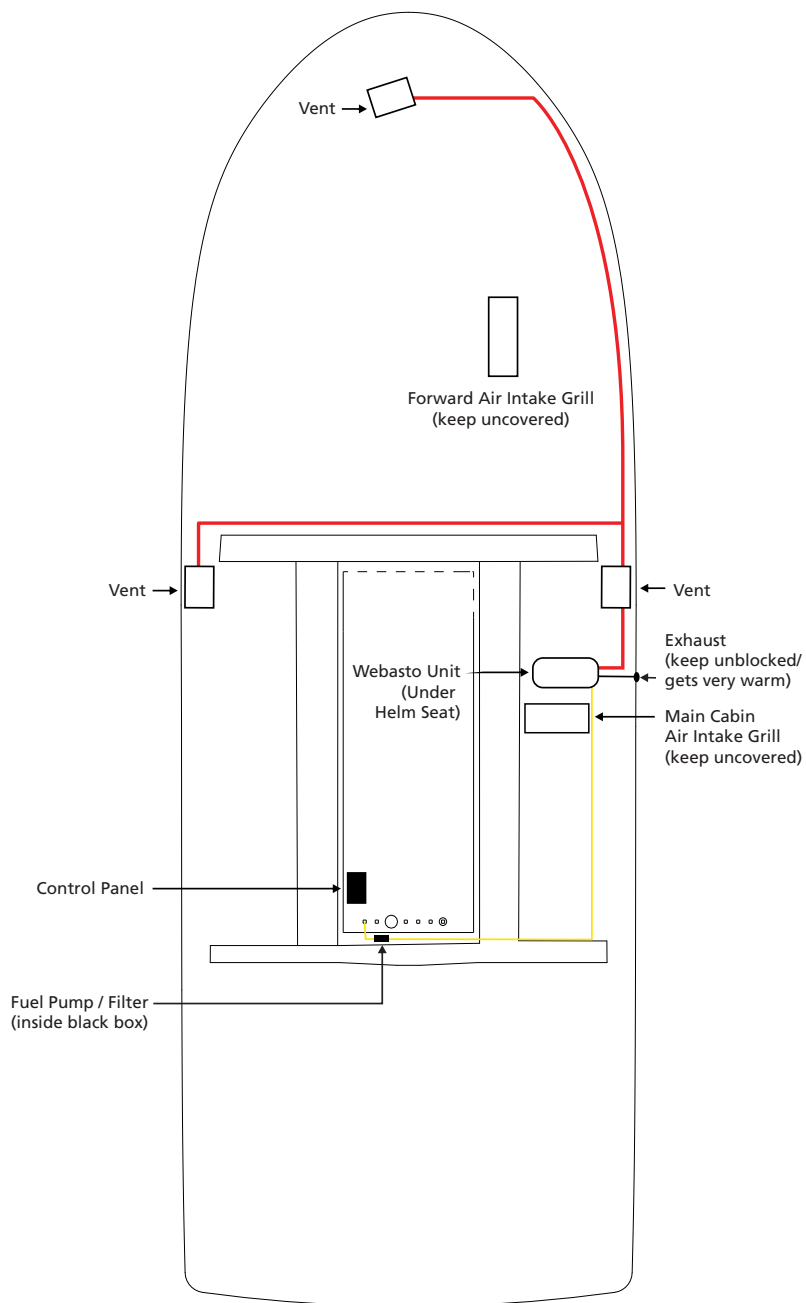 Vent
Forward Air Intake Grill
(keep uncovered)
Vent
Vent
Webasto Unit
(Under
Helm Seat)
Exhaust
(keep unblocked/
gets very warm)
Main Cabin
Air Intake Grill
(keep uncovered)
Control Panel
Fuel Pump / Filter
(inside black box)